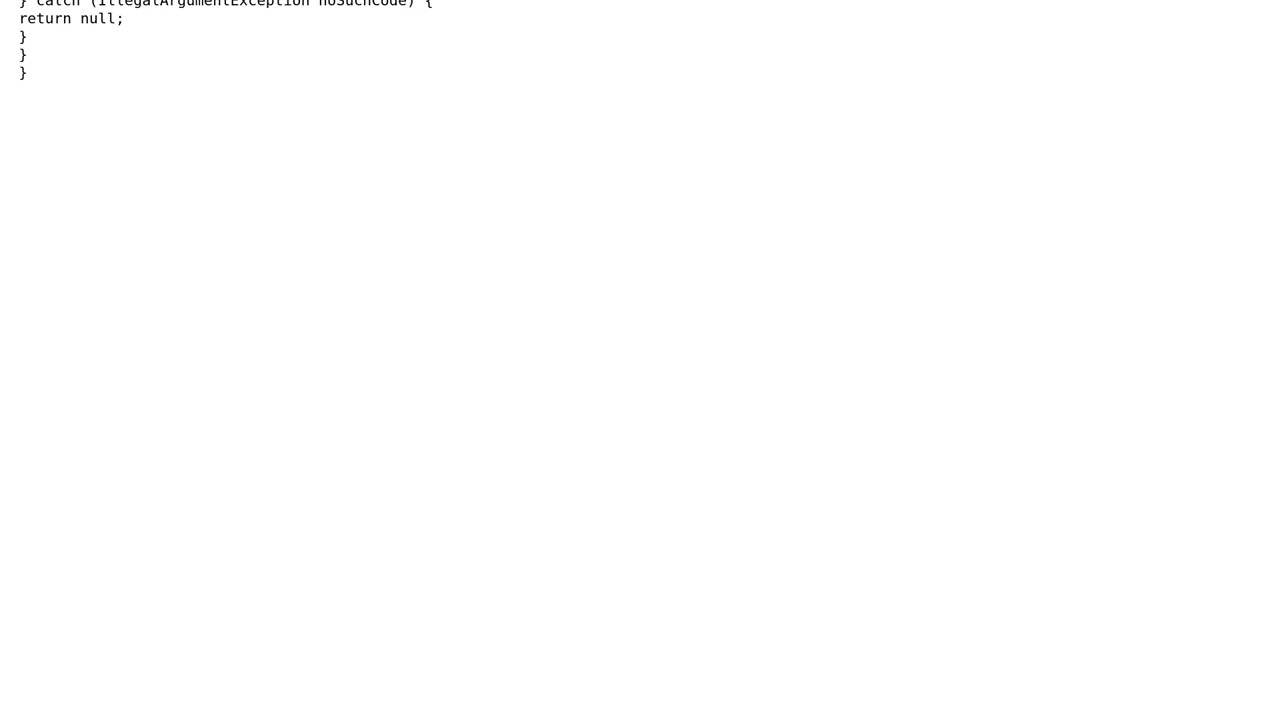 } catch (IllegalArgumentException noSuchCode) {
return null;
}
}
}